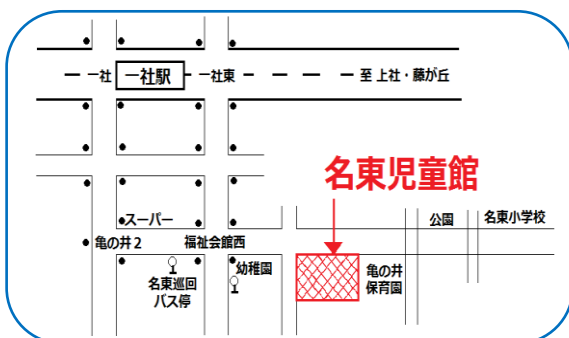 一社
一社駅
一社東
至 上社・藤が丘
名東児童館
スーパー
公園
名東小学校
亀の井２
福祉会館西
名東巡回
バス停
幼稚園
亀の井
保育園